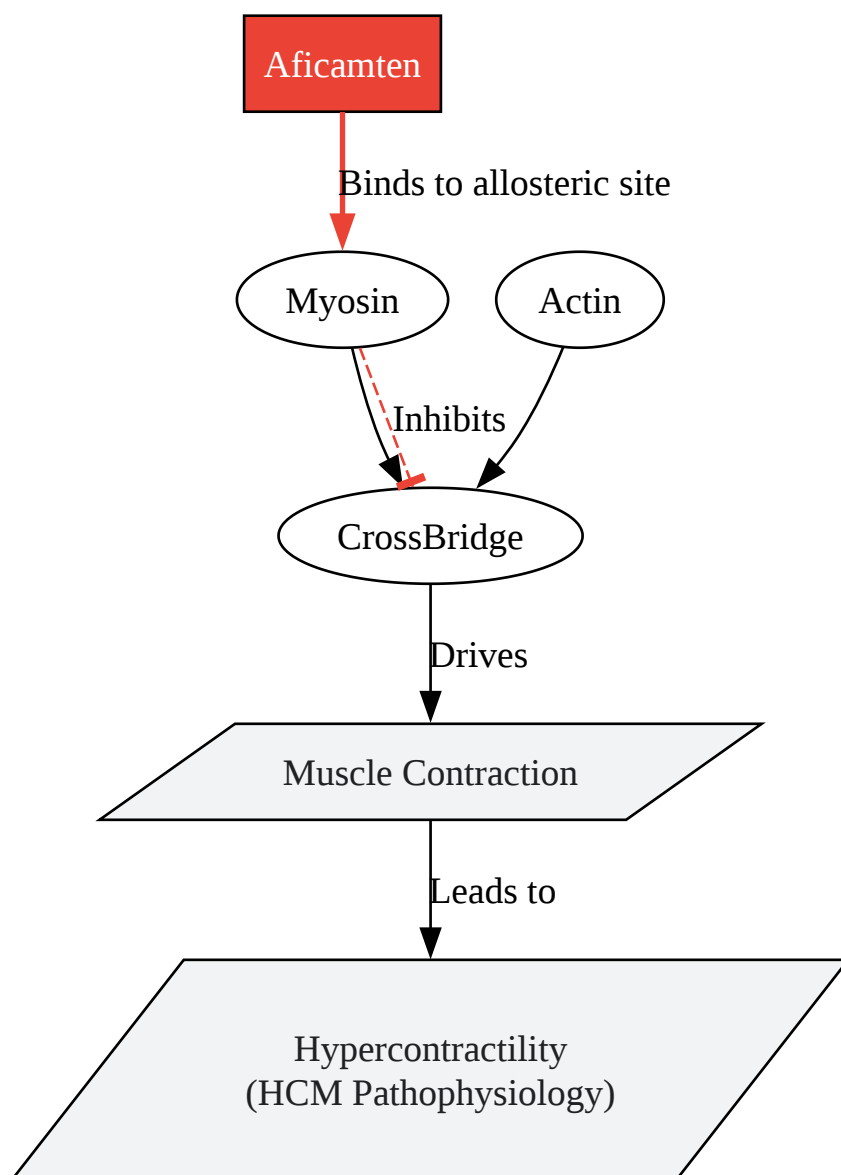 Aficamten
Binds to allosteric site
Myosin
Actin
Inhibits
CrossBridge
Drives
Muscle Contraction
Leads to
Hypercontractility
(HCM Pathophysiology)